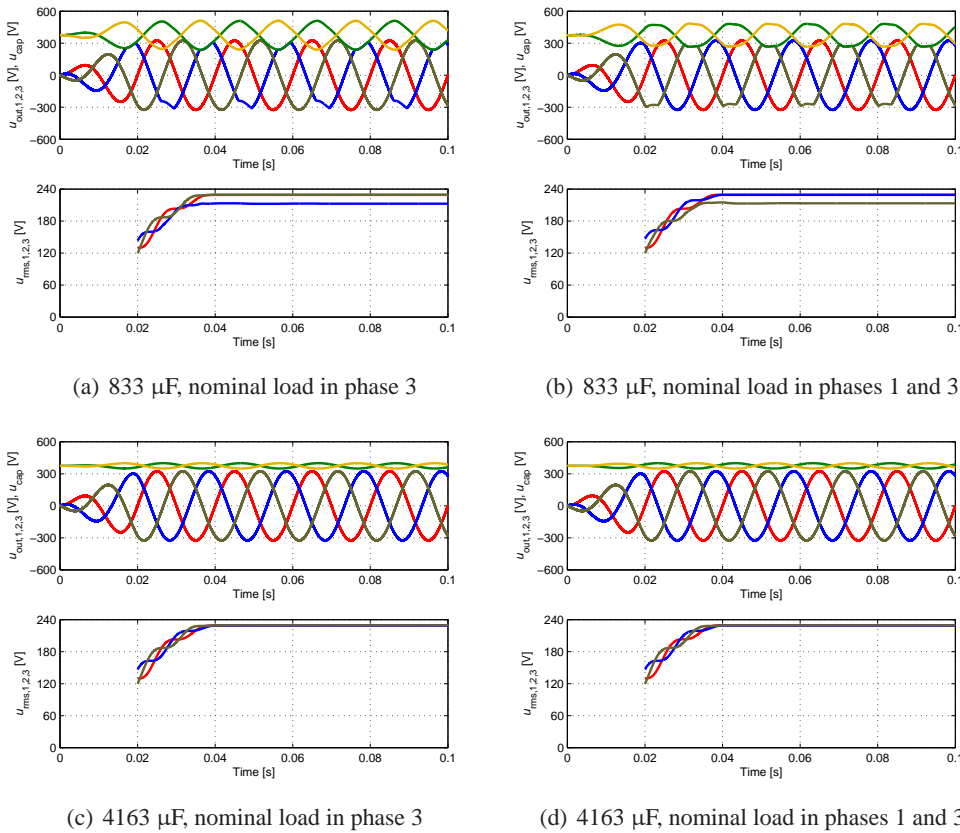 600
300
0
−300
−600
u_out,1,2,3 [V], u_cap [V]
0 0.02 0.04 0.06 0.08 0.1
Time [s]
240
180
120
60
0
u_rms,1,2,3 [V]
0 0.02 0.04 0.06 0.08 0.1
Time [s]
(a) 833 μF, nominal load in phase 3
600
300
0
−300
−600
u_out,1,2,3 [V], u_cap [V]
0 0.02 0.04 0.06 0.08 0.1
Time [s]
240
180
120
60
0
u_rms,1,2,3 [V]
0 0.02 0.04 0.06 0.08 0.1
Time [s]
(b) 833 μF, nominal load in phases 1 and 3
600
300
0
−300
−600
u_out,1,2,3 [V], u_cap [V]
0 0.02 0.04 0.06 0.08 0.1
Time [s]
240
180
120
60
0
u_rms,1,2,3 [V]
0 0.02 0.04 0.06 0.08 0.1
Time [s]
(c) 4163 μF, nominal load in phase 3
600
300
0
−300
−600
u_out,1,2,3 [V], u_cap [V]
0 0.02 0.04 0.06 0.08 0.1
Time [s]
240
180
120
60
0
u_rms,1,2,3 [V]
0 0.02 0.04 0.06 0.08 0.1
Time [s]
(d) 4163 μF, nominal load in phases 1 and 3